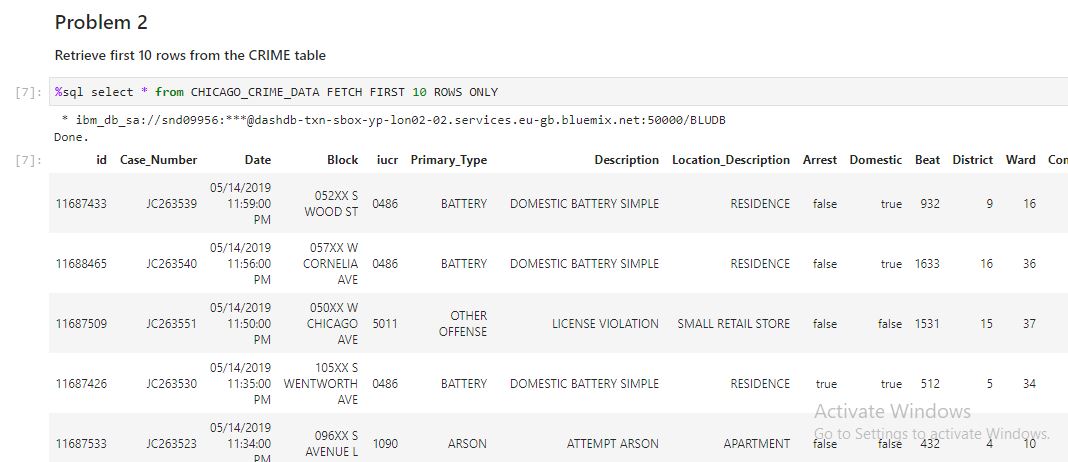 Problem 2
Retrieve first 10 rows from the CRIME table
[7]: %sql select * from CHICAGO_CRIME_DATA FETCH FIRST 10 ROWS ONLY
* ibm_db_sa://snd09956:***@dashdb-txn-sbox-yp-lon02-02.services.eu-gb.bluemix.net:50000/BLUDB
Done.
[7]: id Case_Number Date Block iucr Primary_Type Description Location_Description Arrest Domestic Beat District Ward Con
11687433 JC263539 05/14/2019 11:59:00 PM 052XX S WOOD ST 0486 BATTERY DOMESTIC BATTERY SIMPLE RESIDENCE false true 932 9 16
11688465 JC263540 05/14/2019 11:56:00 PM 057XX W CORNELIA AVE 0486 BATTERY DOMESTIC BATTERY SIMPLE RESIDENCE false true 1633 16 36
11687509 JC263551 05/14/2019 11:50:00 PM 050XX W CHICAGO AVE 5011 OTHER OFFENSE LICENSE VIOLATION SMALL RETAIL STORE false false 1531 15 37
11687426 JC263530 05/14/2019 11:35:00 PM 105XX S WENTWORTH AVE 0486 BATTERY DOMESTIC BATTERY SIMPLE RESIDENCE true true 512 5 34
11687533 JC263523 05/14/2019 11:34:00 PM 096XX S AVENUE L 1090 ARSON ATTEMPT ARSON APARTMENT false false 432 4 10
Activate Windows
Go to Settings to activate Windows.